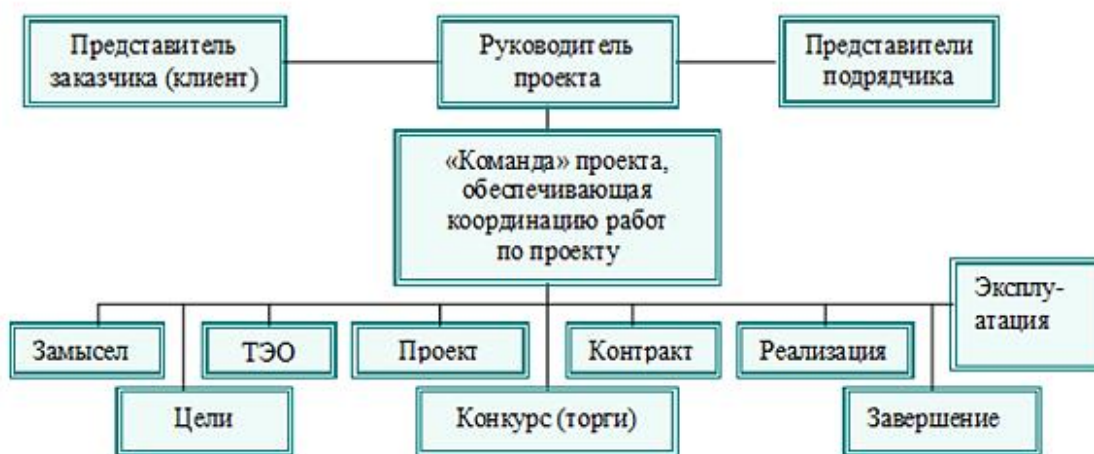 Представитель
заказчика (клиент)
Руководитель
проекта
Представители
подрядчика
«Команда» проекта,
обеспечивающая
координацию работ
по проекту
Эксплу-
атация
Замысел
ТЭО
Проект
Контракт
Реализация
Цели
Конкурс (торги)
Завершение